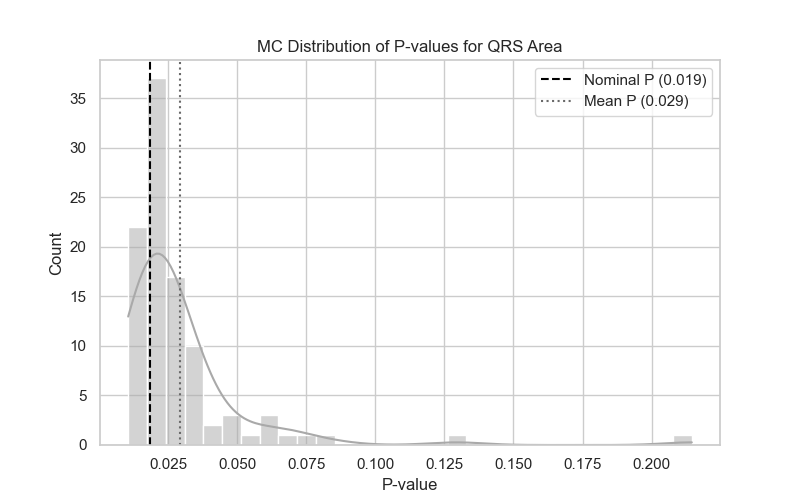 MC Distribution of P-values for QRS Area
Nominal P (0.019)
Mean P (0.029)
Count
35
30
25
20
15
10
5
0
0.025 0.050 0.075 0.100 0.125 0.150 0.175 0.200
P-value